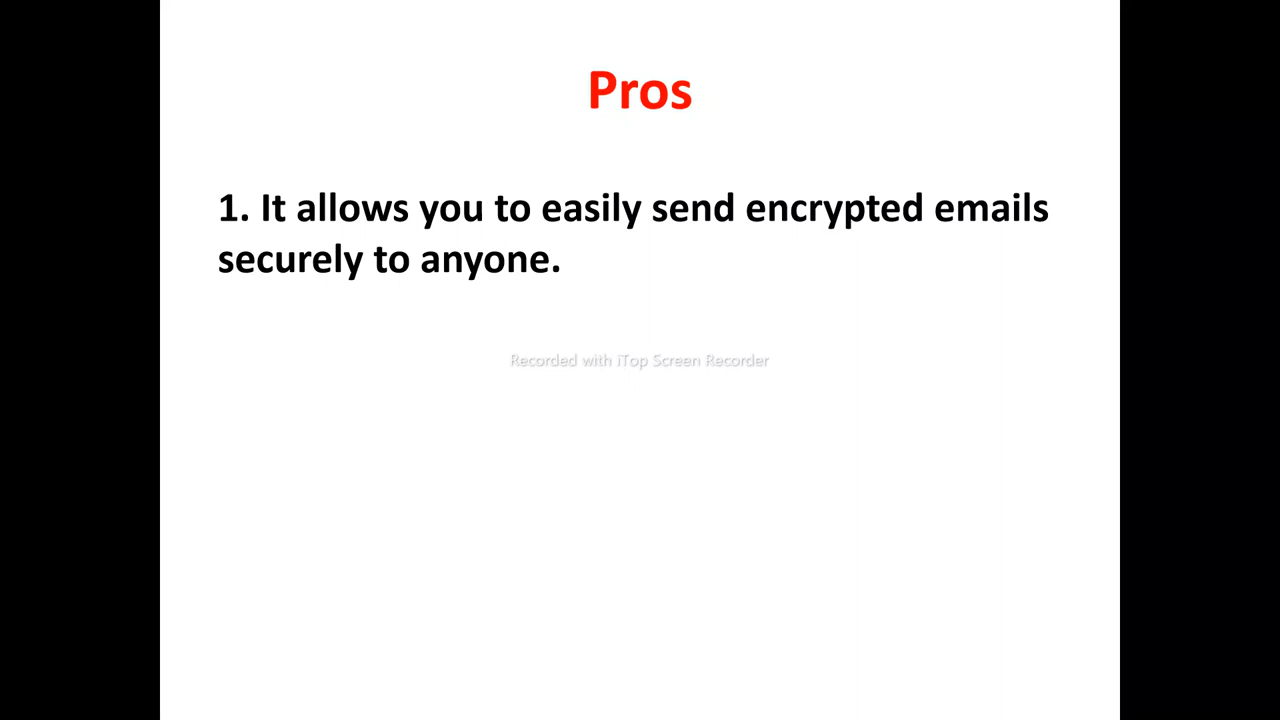 Pros
1. It allows you to easily send encrypted emails
securely to anyone.
Recorded with iTop Screen Recorder